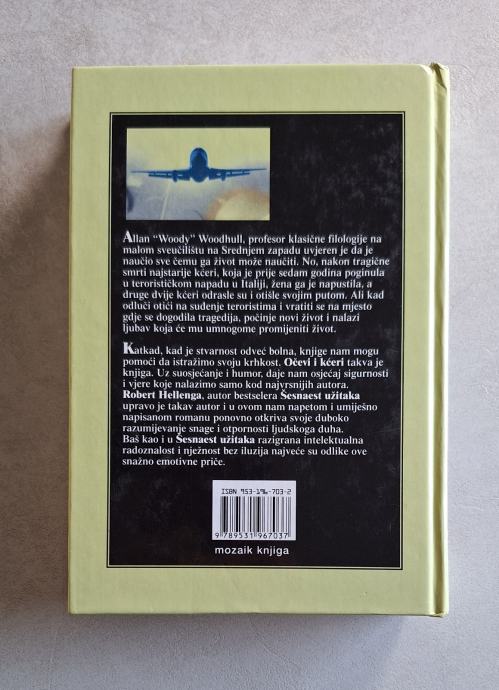 Allan “Woody” Woodhull, profesor klasične filologije na
malom sveučilištu na Srednjem zapadu uvjeren je da je
naučio sve čemu ga život može naučiti. No, nakon tragične
smrti najstarije kćeri, koja je prije sedam godina poginula
u terorističkom napadu u Italiji, žena ga je napustila, a
druge dvije kćeri odrasle su i otišle svojim putom. Ali kad
odluči otići na suđenje teroristima i vratiti se na mjesto
gdje se dogodila tragedija, počinje novi život i nalazi
ljubav koja će mu umnogome promijeniti život.
Katkad, kad je stvarnost odveć bolna, knjige nam mogu
pomoći da istražimo svoju krhkost. Očevi i kćeri takva je
knjiga. Uz suosjećanje i humor, daje nam osjećaj sigurnosti
i vjere koje nalazimo samo kod najvrsnijih autora.
Robert Hellenga, autor bestselera Šesnaest užitaka
upravo je takav autor i u ovom nam napetom i umiješno
napisanom romanu ponovno otkriva svoje duboko
razumijevanje snage i otpornosti ljudskoga duha.
Baš kao i u Šesnaest užitaka razigrana intelektualna
radoznalost i nježnost bez iluzija najveće su odlike ove
snažno emotivne priče.
ISBN 953-196-703-2
9 789531 967037
mozaik knjiga